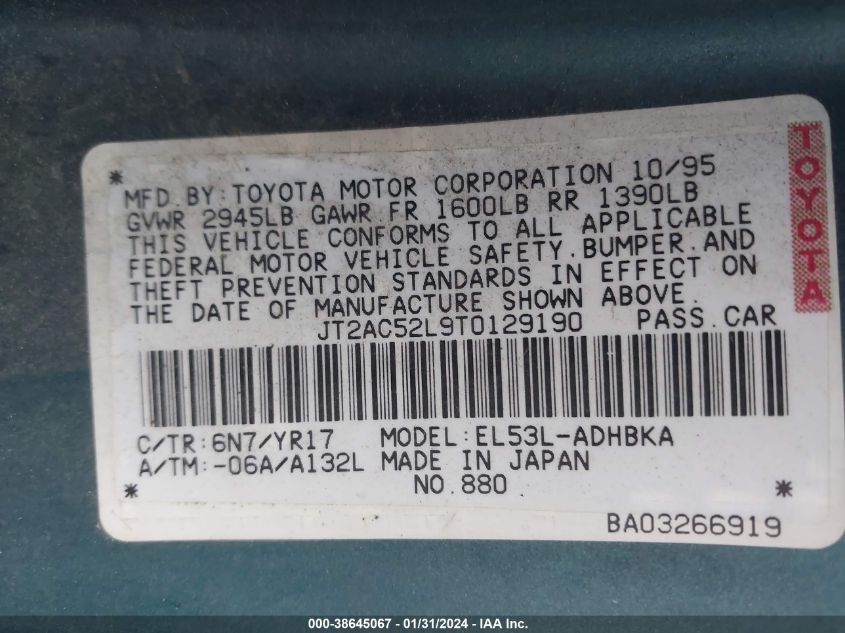 * MFD.BY:TOYOTA MOTOR CORPORATION 10/95
GVWR 2945LB GAWR FR 1600LB RR 1390LB
THIS VEHICLE CONFORMS TO ALL APPLICABLE
FEDERAL MOTOR VEHICLE SAFETY.BUMPER.AND
THEFT PREVENTION STANDARDS IN EFFECT ON
THE DATE OF MANUFACTURE SHOWN ABOVE.
TOYOTA
JT2AC52L9T0129190 PASS.CAR
C/TR:6N7/YR17 MODEL:EL53L-ADHBKA
A/TM:-06A/A132L MADE IN JAPAN
* NO.880 *
BA03266919
000-38645067 / 01/31/2024 / IAA Inc.